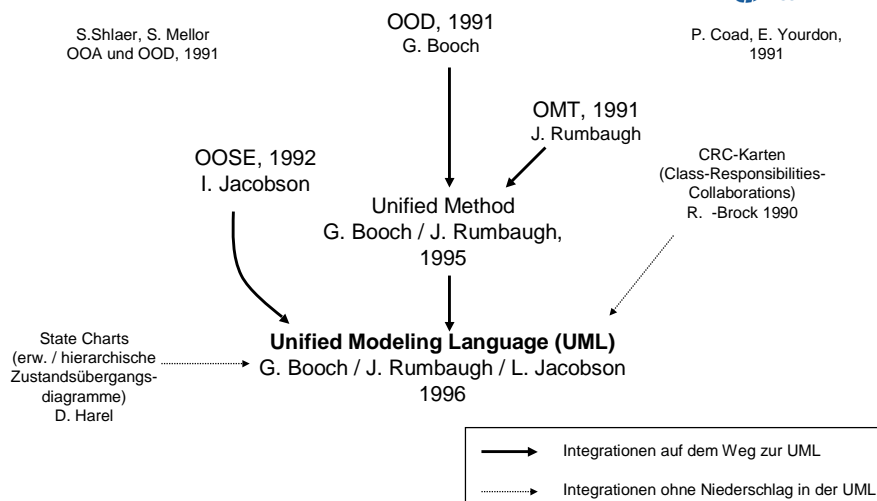 OOD, 1991
G. Booch
S.Shlaer, S. Mellor
OOA und OOD, 1991
P. Coad, E. Yourdon,
1991
OMT, 1991
J. Rumbaugh
OOSE, 1992
I. Jacobson
CRC-Karten
(Class-Responsibilities-
Collaborations)
R. -Brock 1990
Unified Method
G. Booch / J. Rumbaugh,
1995
State Charts
(erw. / hierarchische
Zustandsübergangs-
diagramme)
D. Harel
Unified Modeling Language (UML)
G. Booch / J. Rumbaugh / L. Jacobson
1996
Integrationen auf dem Weg zur UML
Integrationen ohne Niederschlag in der UML